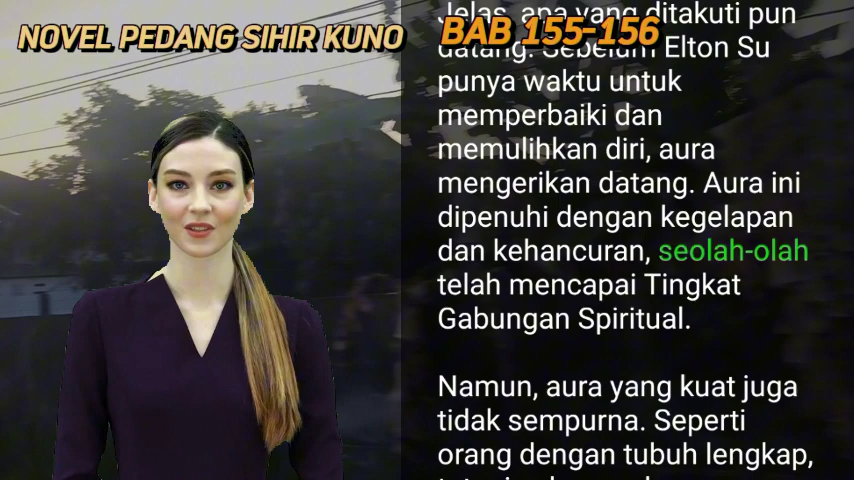 NOVEL PEDANG SIHIR KUNO
BAB 155-156
Jelas, apa yang ditakuti pun
datang. Sebelum Elton Su
punya waktu untuk
memperbaiki dan
memulihkan diri, aura
mengerikan datang. Aura ini
dipenuhi dengan kegelapan
dan kehancuran, seolah-olah
telah mencapai Tingkat
Gabungan Spiritual.
Namun, aura yang kuat juga
tidak sempurna. Seperti
orang dengan tubuh lengkap,